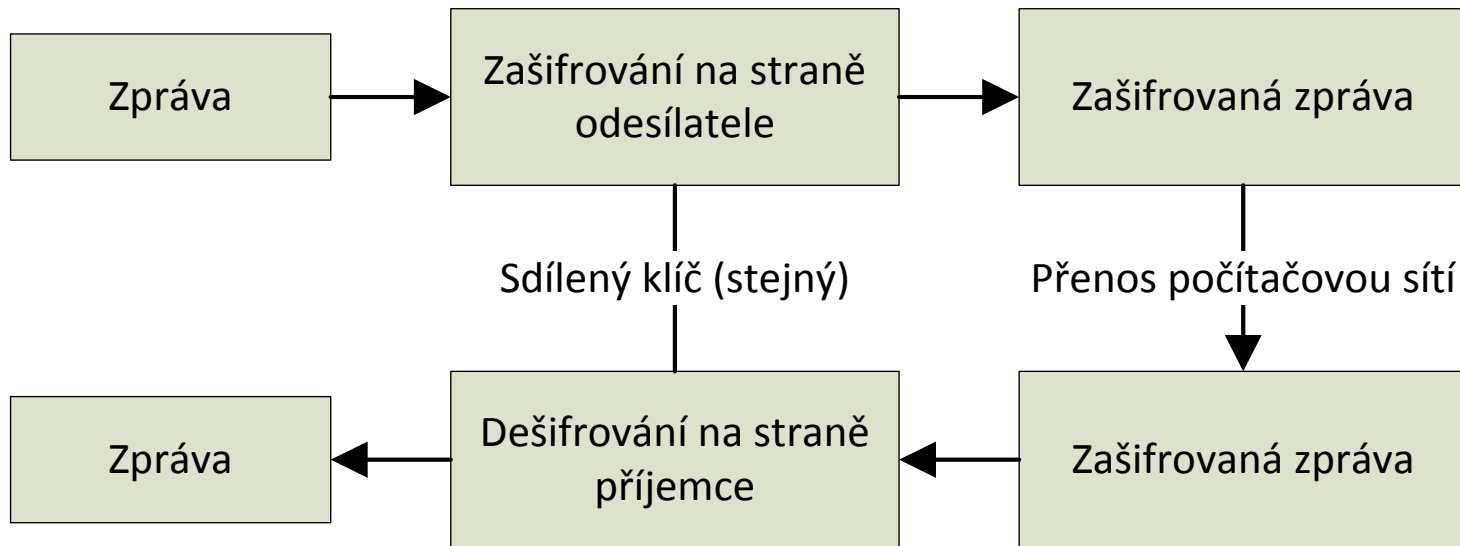 Zpráva
Zašifrování na straně
odesílatele
Zašifrovaná zpráva
Sdílený klíč (stejný)
Přenos počítačovou sítí
Zpráva
Dešifrování na straně
příjemce
Zašifrovaná zpráva